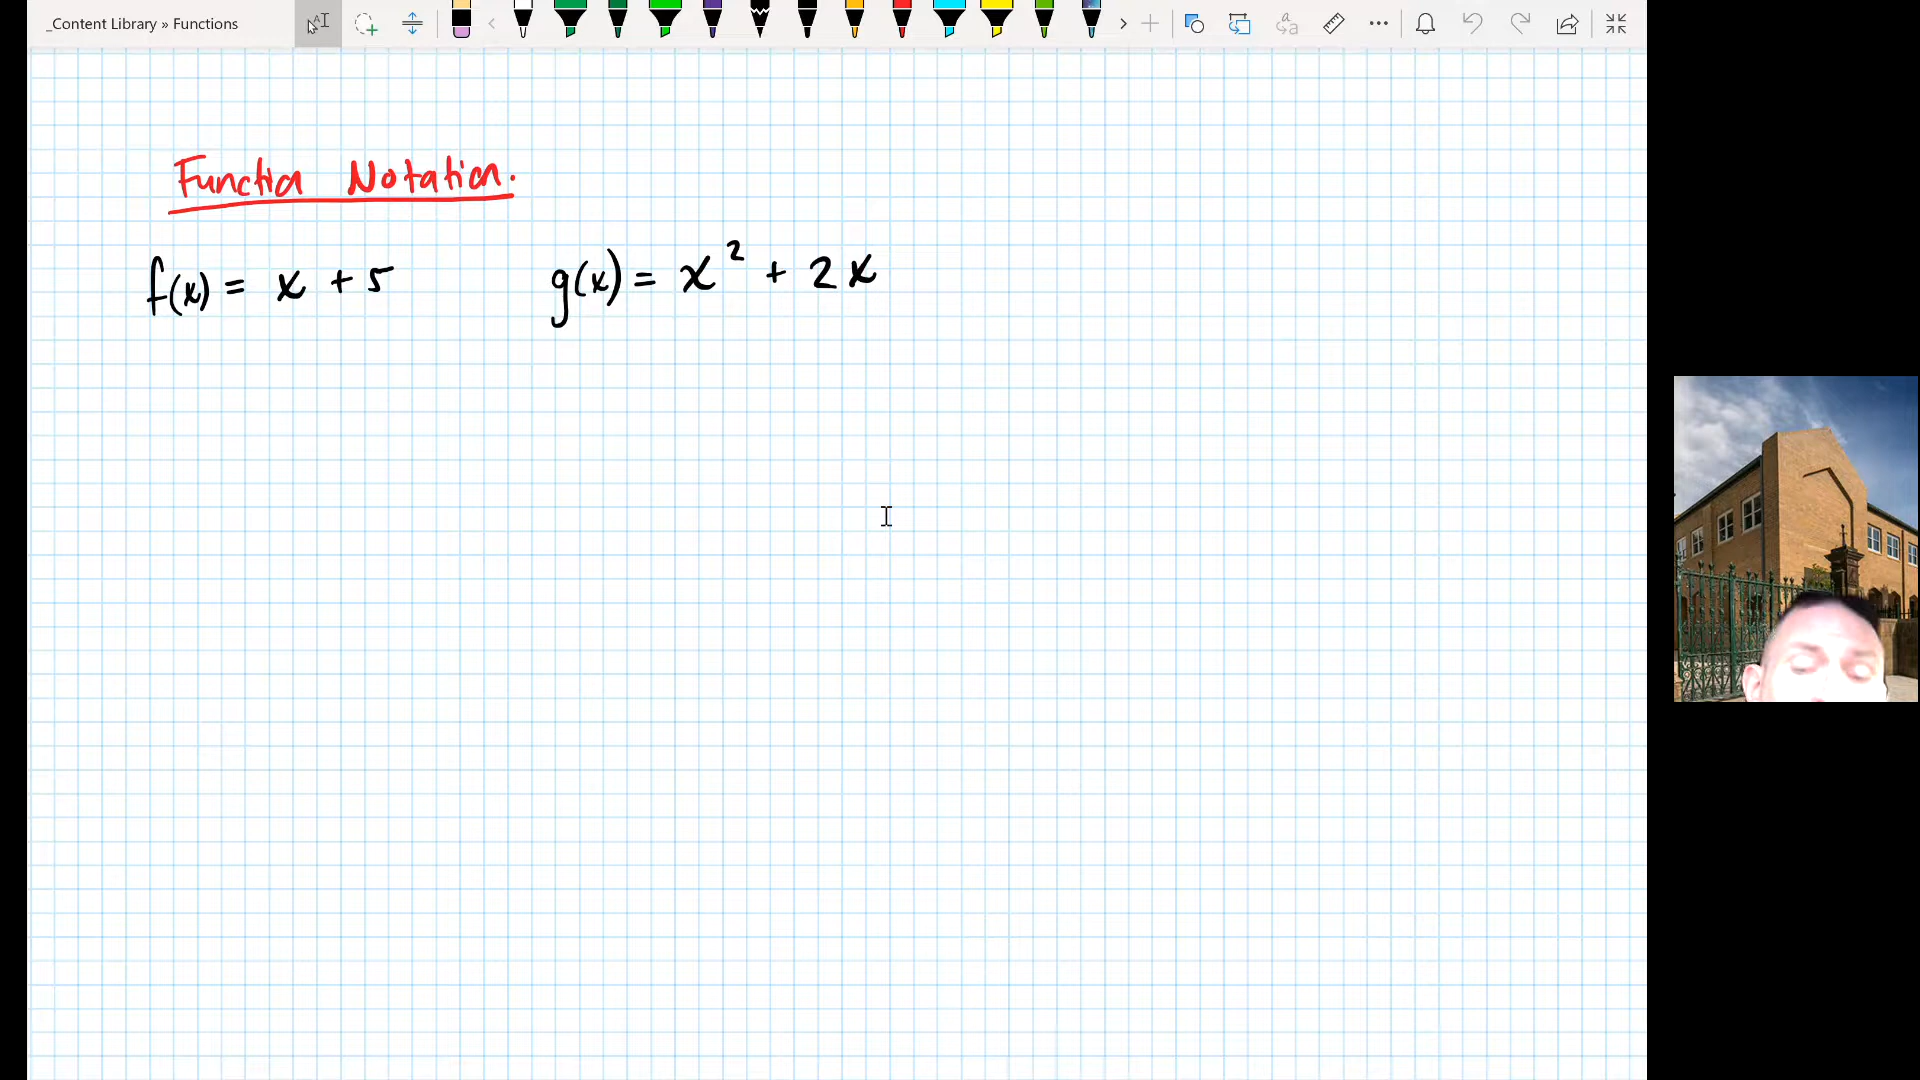 _Content Library » Functions
Function Notation.
f(x) = x + 5 g(x) = x² + 2x